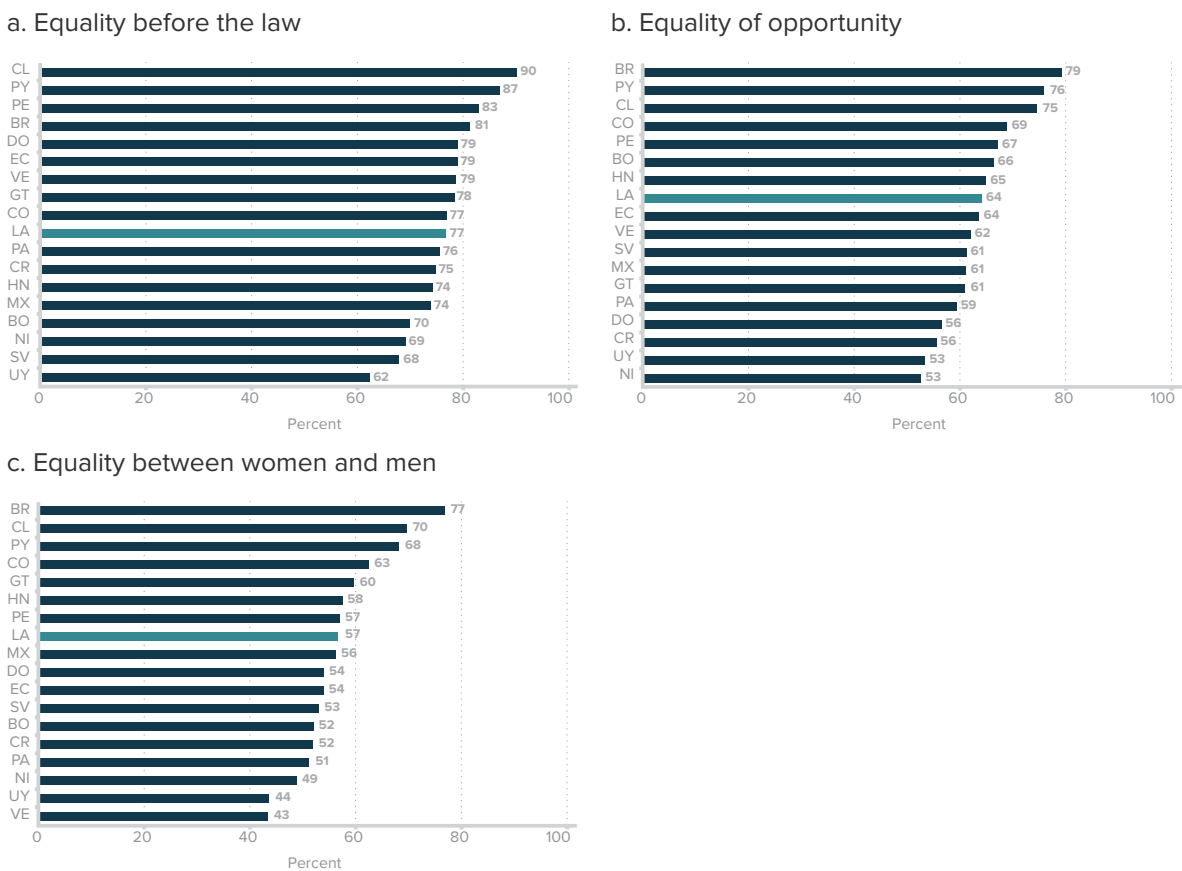 a. Equality before the law
CL 90
PY 87
PE 83
BR 81
DO 79
EC 79
VE 79
GT 78
CO 77
LA 77
PA 76
CR 75
HN 74
MX 74
BO 70
NI 69
SV 68
UY 62
0 20 40 60 80 100
Percent
b. Equality of opportunity
BR 79
PY 76
CL 75
CO 69
PE 67
BO 66
HN 65
LA 64
EC 64
VE 62
SV 61
MX 61
GT 61
PA 59
DO 56
CR 56
UY 53
NI 53
0 20 40 60 80 100
Percent
c. Equality between women and men
BR 77
CL 70
PY 68
CO 63
GT 60
HN 58
PE 57
LA 57
MX 56
DO 54
EC 54
SV 53
BO 52
CR 52
PA 51
NI 49
UY 44
VE 43
0 20 40 60 80 100
Percent